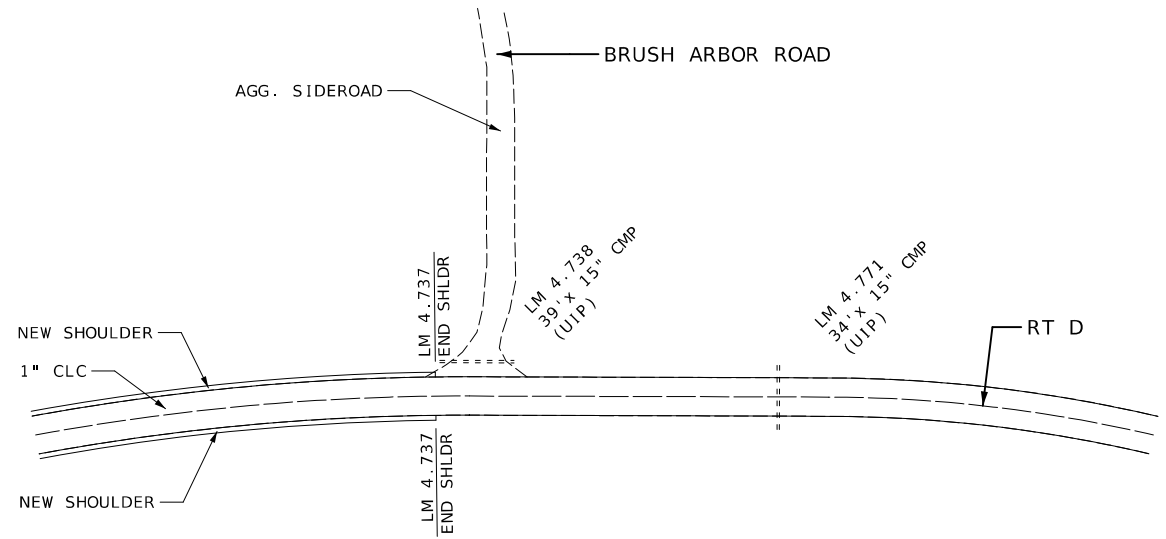 BRUSH ARBOR ROAD
AGG. SIDEROAD
LM 4.737
END SHLDR
LM 4.738
39'x 15" CMP
(UIP)
LM 4.771
34'x 15" CMP
(UIP)
NEW SHOULDER
RT D
1" CLC
LM 4.737
END SHLDR
NEW SHOULDER